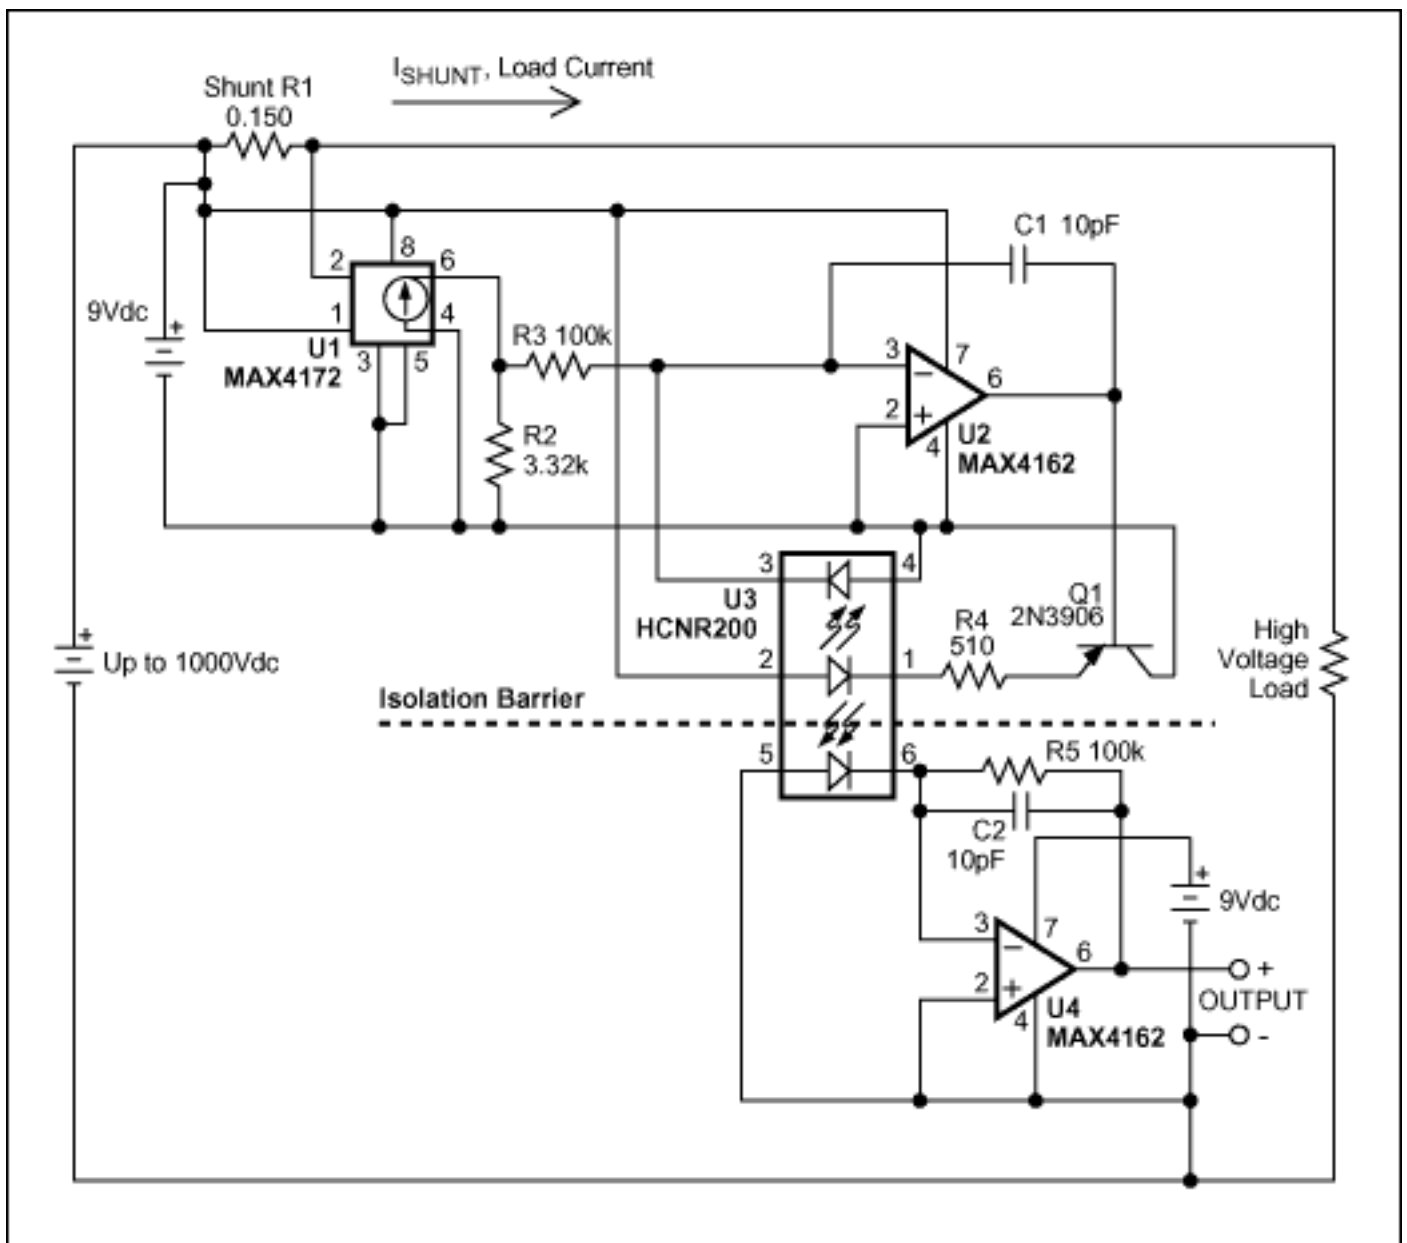 I_SHUNT, Load Current
Shunt R1
0.150
C1 10pF
8
2
6
9Vdc
+
1
4
R3 100k
U1
3
5
MAX4172
3
7
−
6
2
+
R2
3.32k
4
U2
MAX4162
3
4
U3
HCNR200
Q1
2N3906
R4
510
2
1
High
Voltage
Load
+
Up to 1000Vdc
Isolation Barrier
5
6
R5 100k
C2
10pF
+
9Vdc
3
7
−
6
2
+
+
OUTPUT
4
U4
MAX4162
-